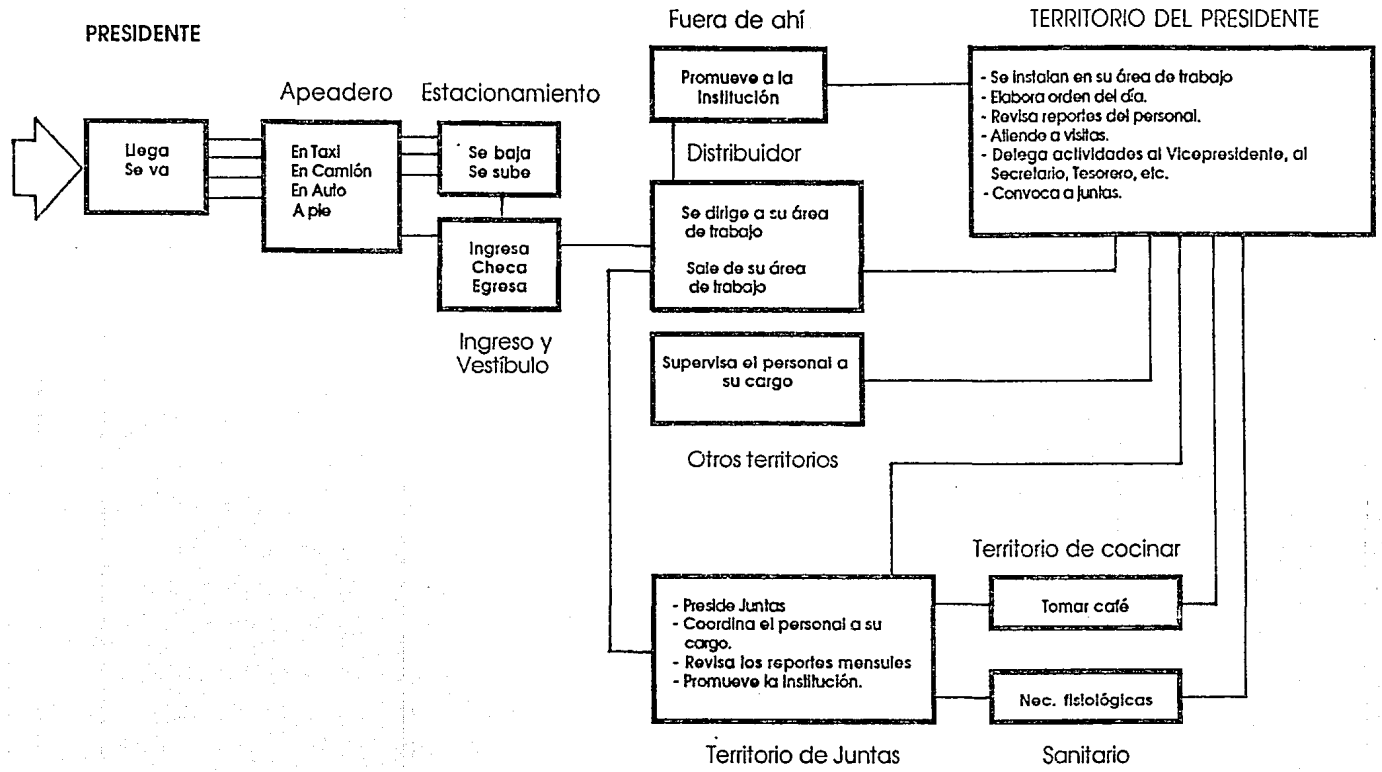 PRESIDENTE
Llega
Se va
Apeadero
En Taxi
En Camión
En Auto
A pie
Estacionamiento
Se baja
Se sube
Ingresa
Checa
Egresa
Ingreso y
Vestíbulo
Fuera de ahí
Promueve a la
Institución
Distribuidor
Se dirige a su área
de trabajo
Sale de su área
de trabajo
Supervisa el personal a
su cargo
Otros territorios
TERRITORIO DEL PRESIDENTE
- Se instalan en su área de trabajo
- Elabora orden del día.
- Revisa reportes del personal.
- Atiende a visitas.
- Delega actividades al Vicepresidente, al
Secretario, Tesorero, etc.
- Convoca a juntas.
- Preside Juntas
- Coordina el personal a su
cargo.
- Revisa los reportes mensules
- Promueve la Institución.
Territorio de Juntas
Territorio de cocinar
Tomar café
Nec. fisiológicas
Sanitario